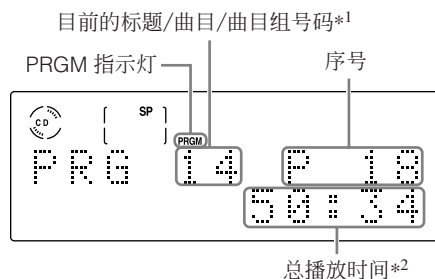 目前的标题/曲目/曲目组号码*1
PRGM 指示灯
序号
CD
SP
PRGM
PRG 14 P 18
50:34
总播放时间*2